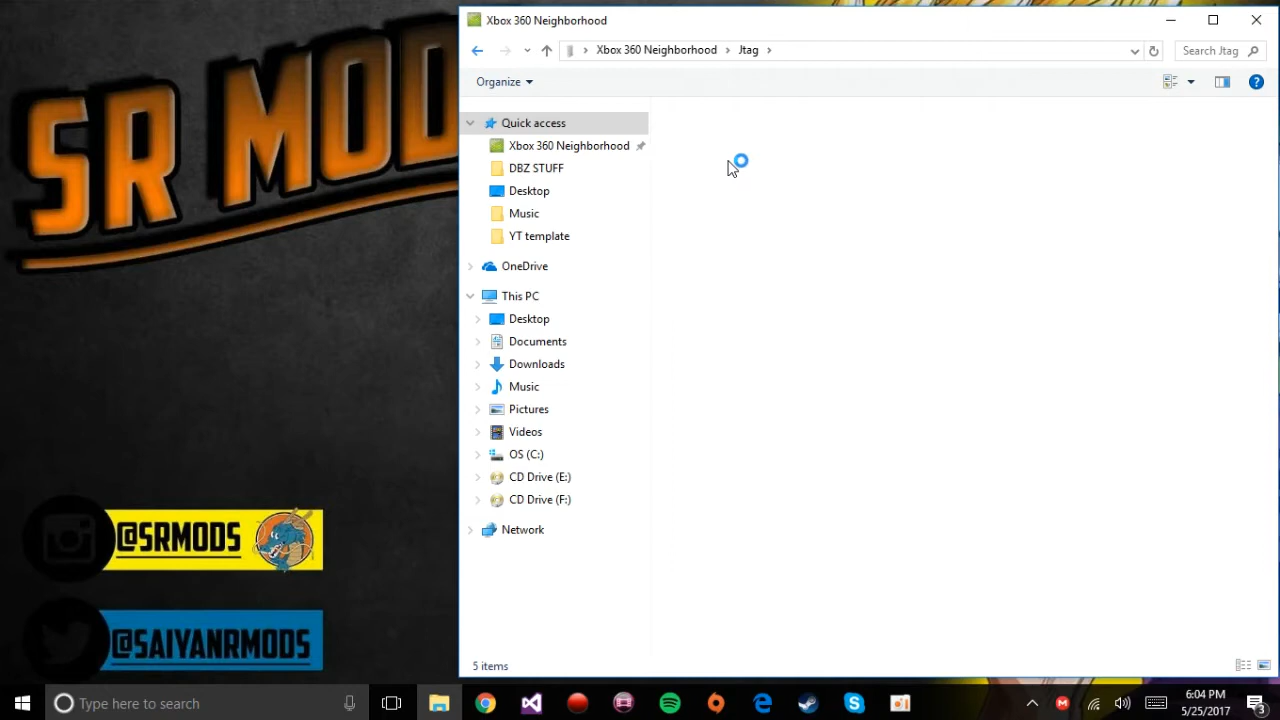 SR MOD
@SRMODS
@SAIYANRMODS
Xbox 360 Neighborhood
Xbox 360 Neighborhood Jtag
Search Jtag
Organize
Quick access
Xbox 360 Neighborhood
DBZ STUFF
Desktop
Music
YT template
OneDrive
This PC
Desktop
Documents
Downloads
Music
Pictures
Videos
OS (C:)
CD Drive (E:)
CD Drive (F:)
Network
5 items
Type here to search
6:04 PM
5/25/2017
3